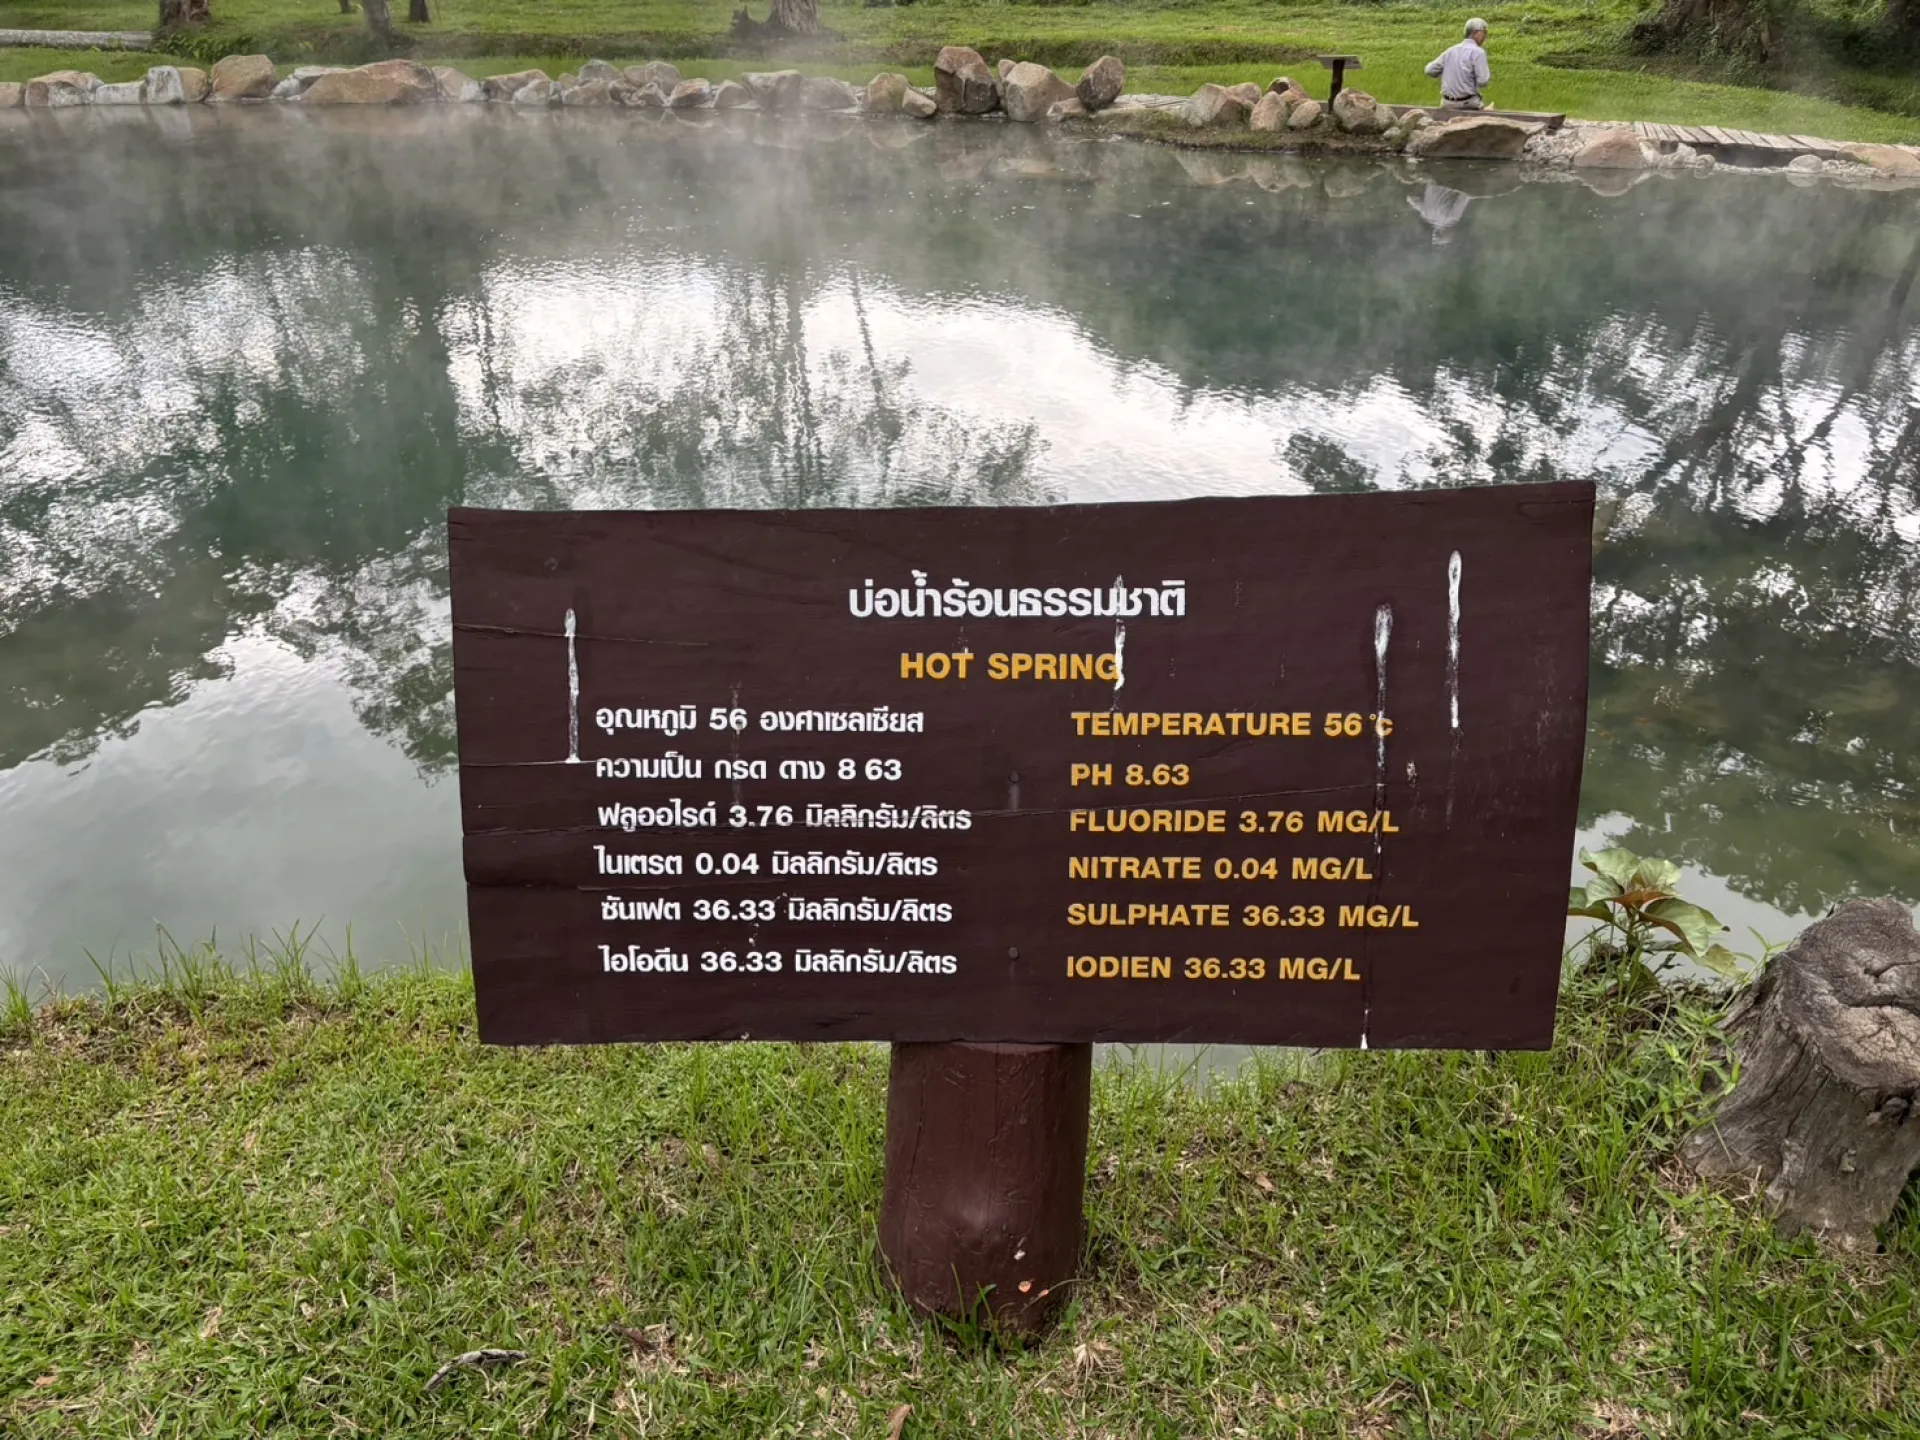 บ่อน้ำร้อนธรรมชาติ
HOT SPRING
อุณหภูมิ 56 องศาเซลเซียส
ความเป็น กรด ด่าง 8 63
ฟลูออไรด์ 3.76 มิลลิกรัม/ลิตร
ไนเตรต 0.04 มิลลิกรัม/ลิตร
ซันเฟต 36.33 มิลลิกรัม/ลิตร
ไอโอดีน 36.33 มิลลิกรัม/ลิตร
TEMPERATURE 56 °c
PH 8.63
FLUORIDE 3.76 MG/L
NITRATE 0.04 MG/L
SULPHATE 36.33 MG/L
IODIEN 36.33 MG/L